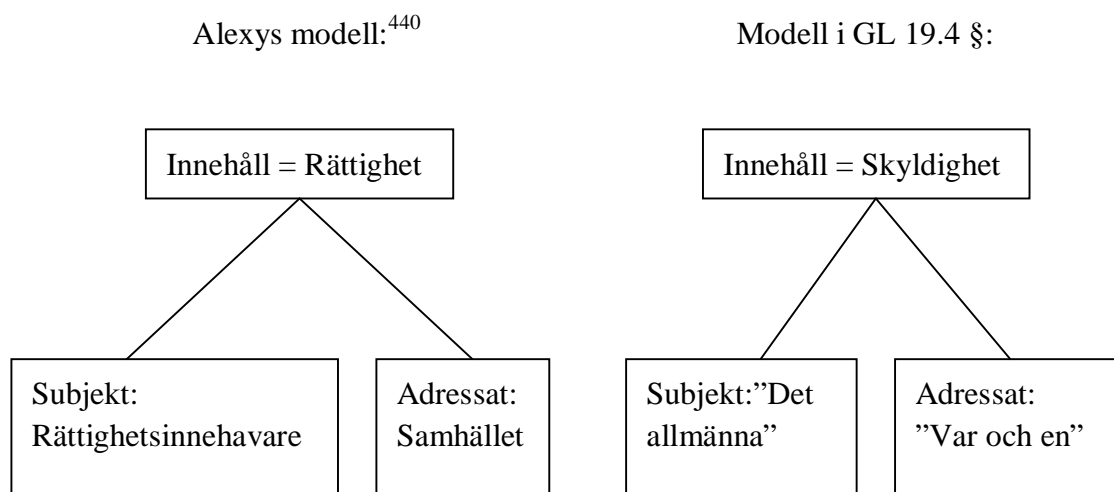 Alexys modell:440
Modell i GL 19.4 §:
Innehåll = Rättighet
Innehåll = Skyldighet
Subjekt:
Rättighetsinnehavare
Adressat:
Samhället
Subjekt:”Det
allmänna”
Adressat:
”Var och en”